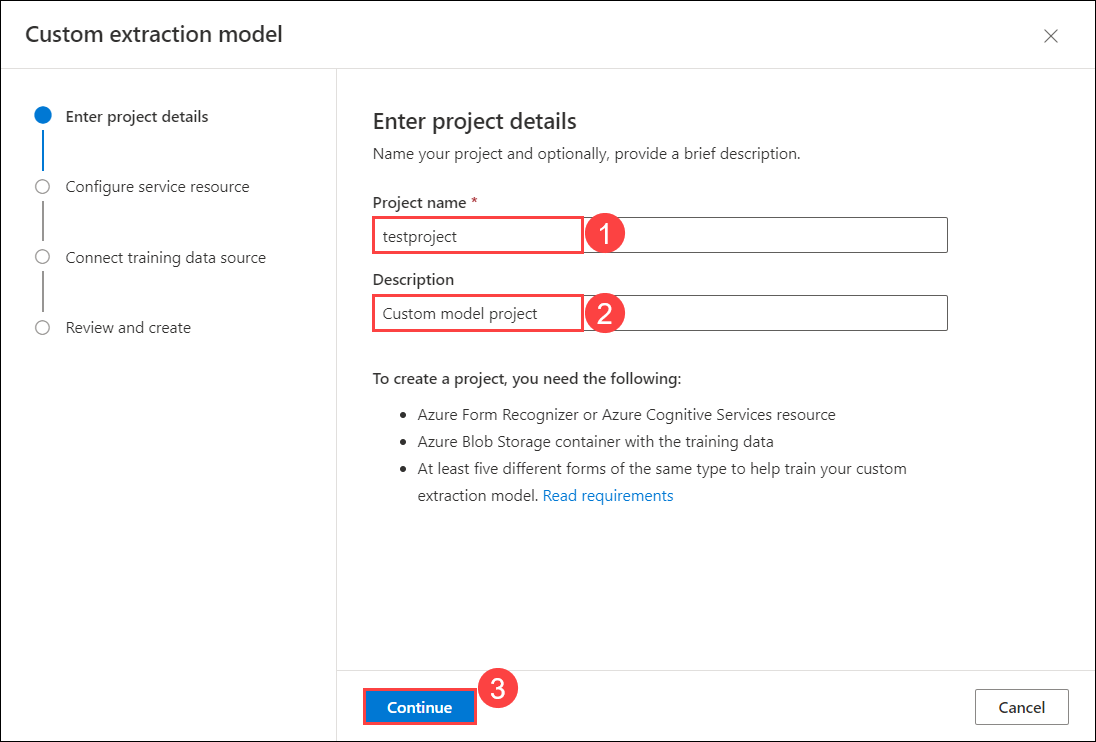 Custom extraction model
Enter project details
Configure service resource
Connect training data source
Review and create
Enter project details
Name your project and optionally, provide a brief description.
Project name *
testproject
1
Description
Custom model project
2
To create a project, you need the following:
• Azure Form Recognizer or Azure Cognitive Services resource
• Azure Blob Storage container with the training data
• At least five different forms of the same type to help train your custom
extraction model. Read requirements
3
Continue
Cancel